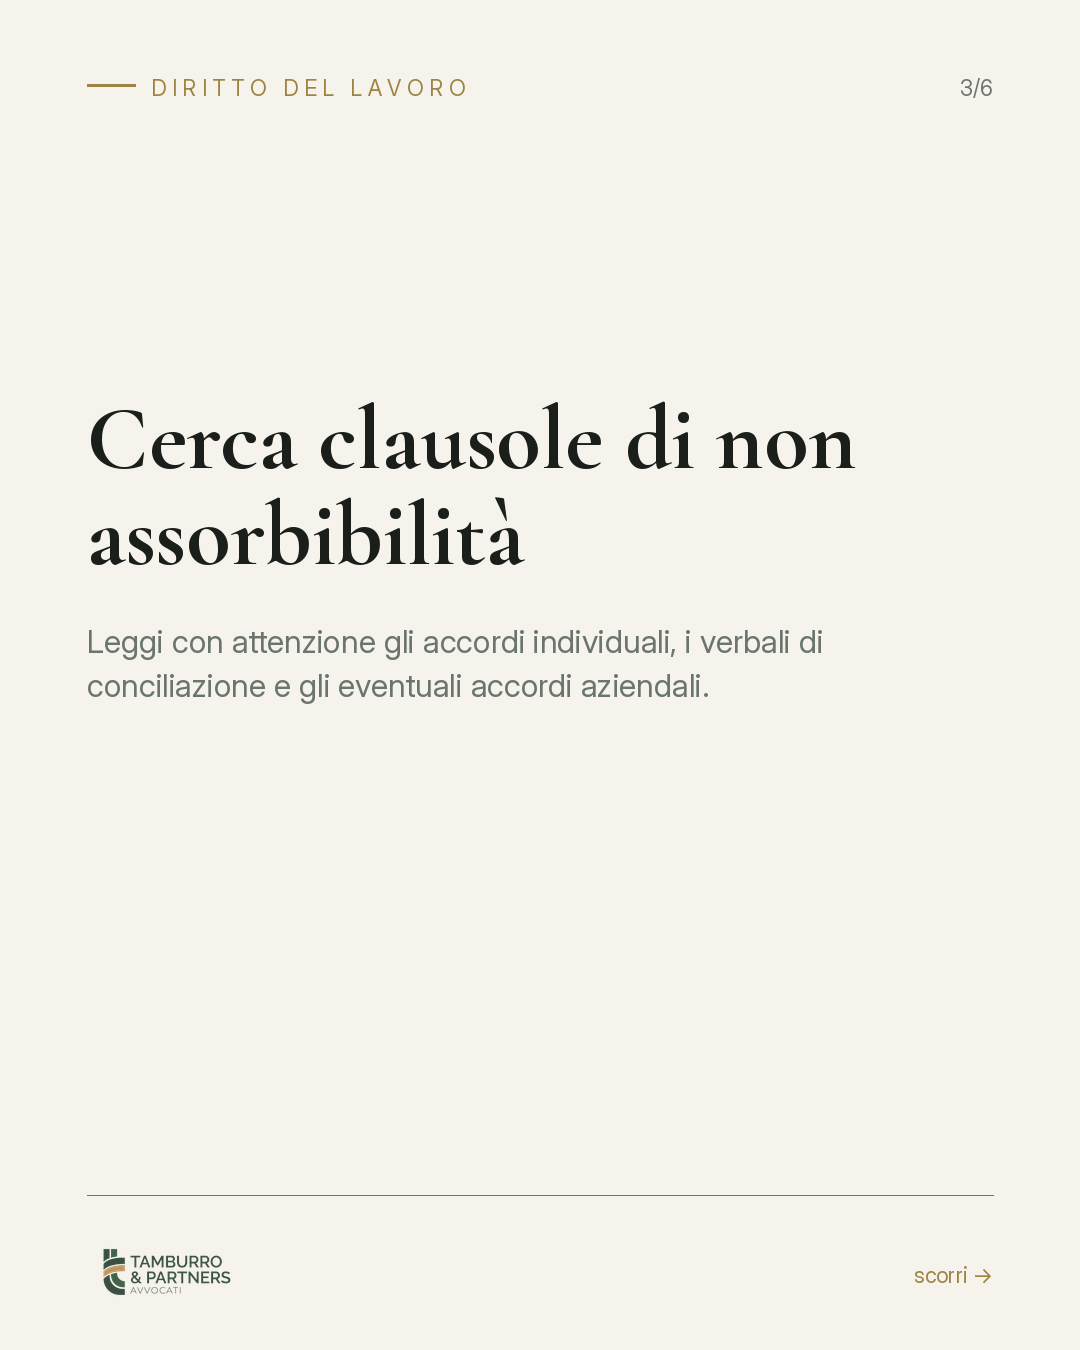 DIRITTO DEL LAVORO
3/6
Cerca clausole di non
assorbibilità
Leggi con attenzione gli accordi individuali, i verbali di
conciliazione e gli eventuali accordi aziendali.
TAMBURRO
& PARTNERS
AVVOCATI
scorri →